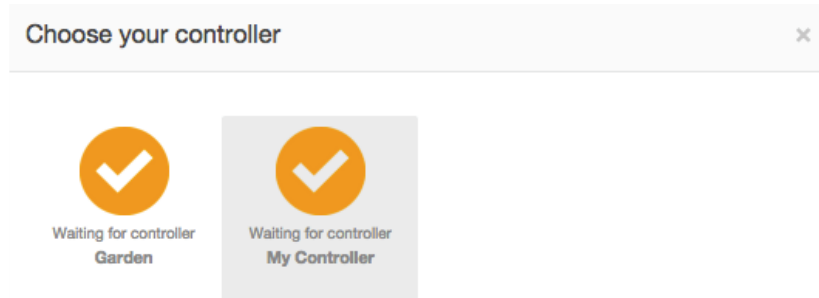 Choose your controller
×
Waiting for controller
Garden
Waiting for controller
My Controller